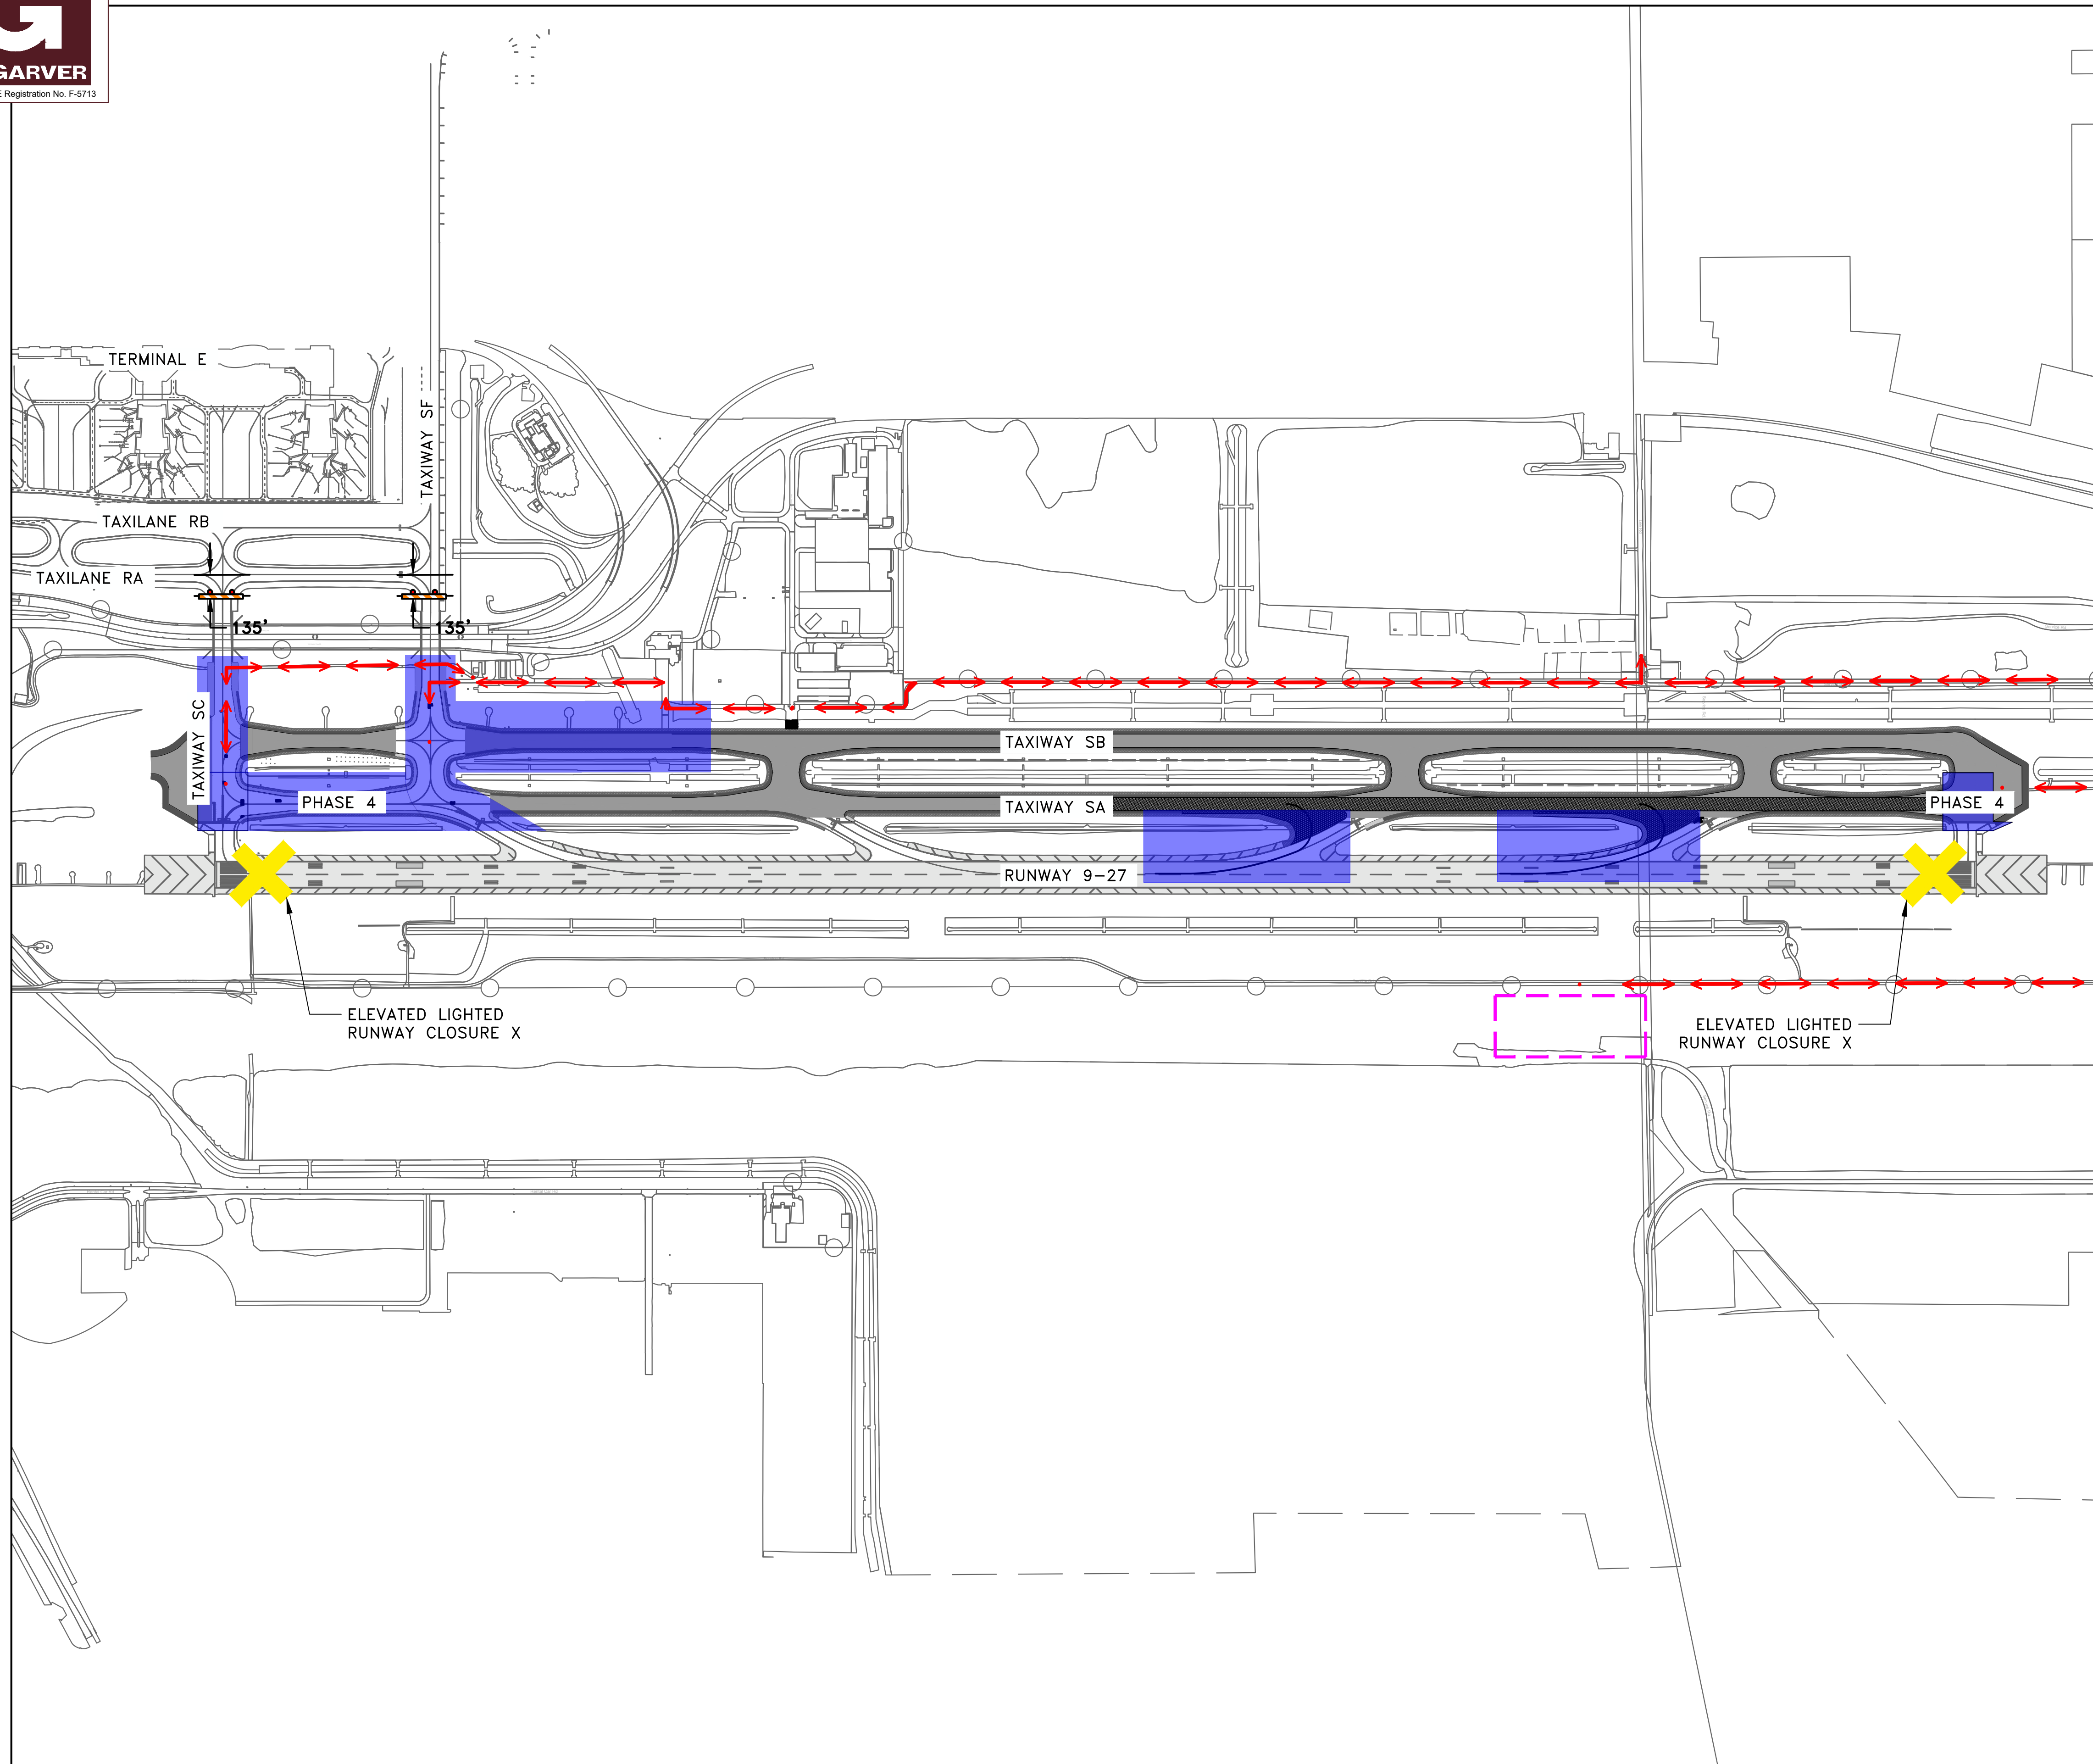 GARVER
E Registration No. F-5713
TERMINAL E
TAXIWAY SF
TAXILANE RB
TAXILANE RA
135'
135'
TAXIWAY SC
TAXIWAY SB
PHASE 4
TAXIWAY SA
PHASE 4
RUNWAY 9-27
ELEVATED LIGHTED
RUNWAY CLOSURE X
ELEVATED LIGHTED
RUNWAY CLOSURE X